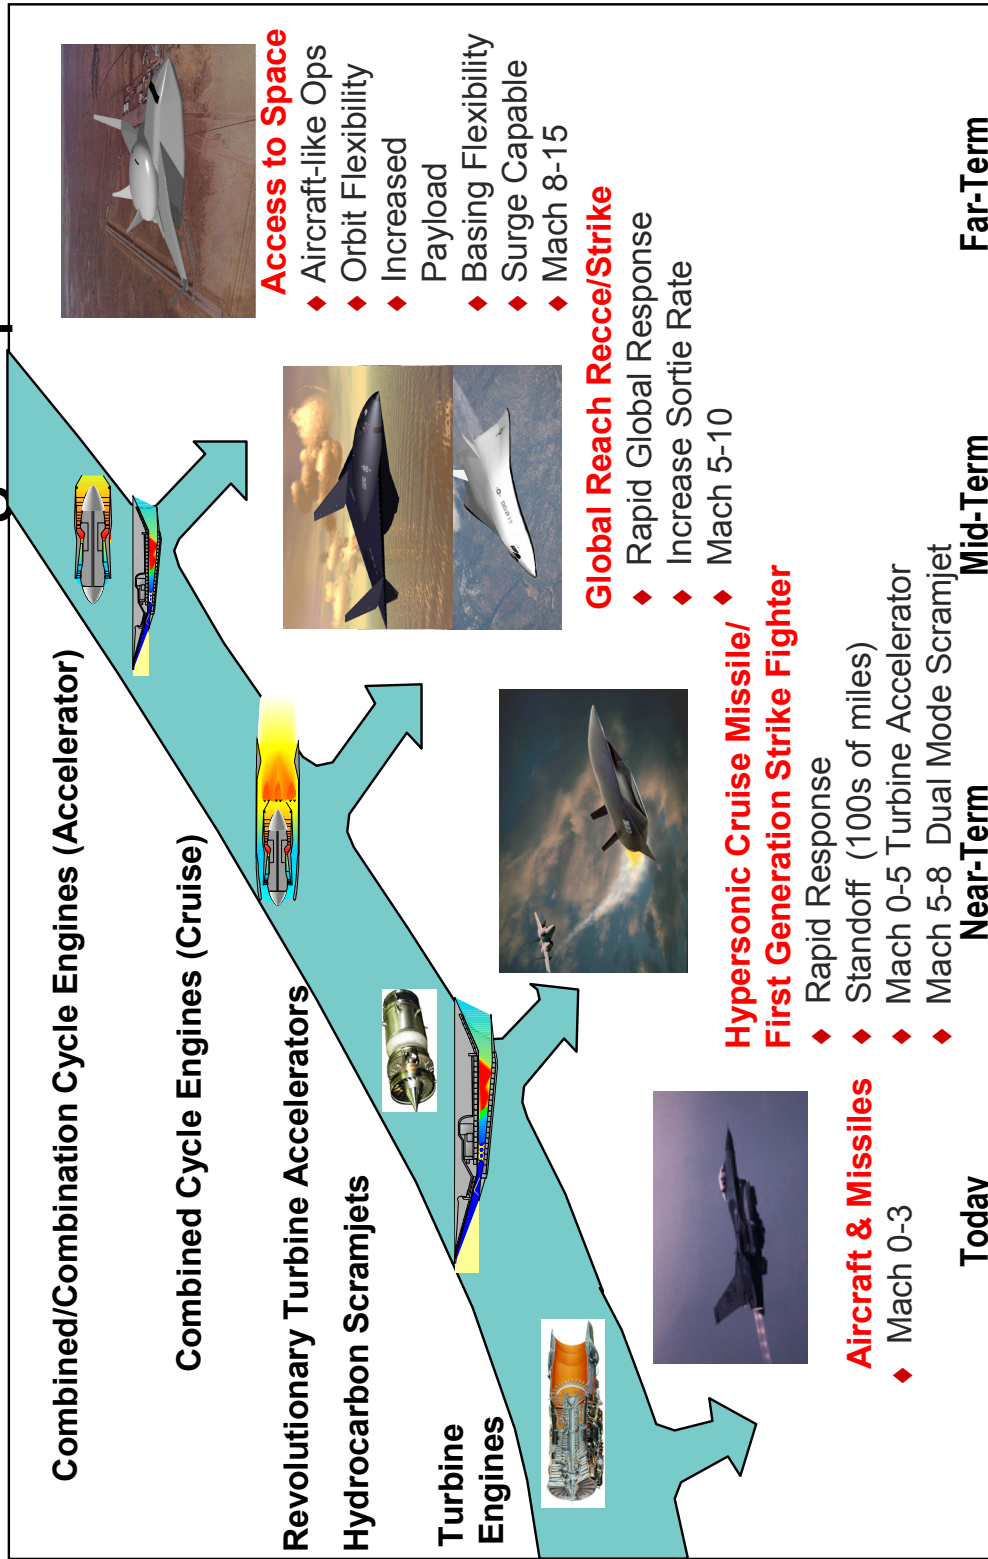 Combined/Combination Cycle Engines (Accelerator)
Combined Cycle Engines (Cruise)
Revolutionary Turbine Accelerators
Hydrocarbon Scramjets
Turbine
Engines
Aircraft & Missiles
♦ Mach 0-3
Hypersonic Cruise Missile/
First Generation Strike Fighter
♦ Rapid Response
♦ Standoff (100s of miles)
♦ Mach 0-5 Turbine Accelerator
♦ Mach 5-8 Dual Mode Scramjet
Global Reach Recce/Strike
♦ Rapid Global Response
♦ Increase Sortie Rate
♦ Mach 5-10
Access to Space
♦ Aircraft-like Ops
♦ Orbit Flexibility
♦ Increased
Payload
♦ Basing Flexibility
♦ Surge Capable
♦ Mach 8-15
Today
Near-Term
Mid-Term
Far-Term